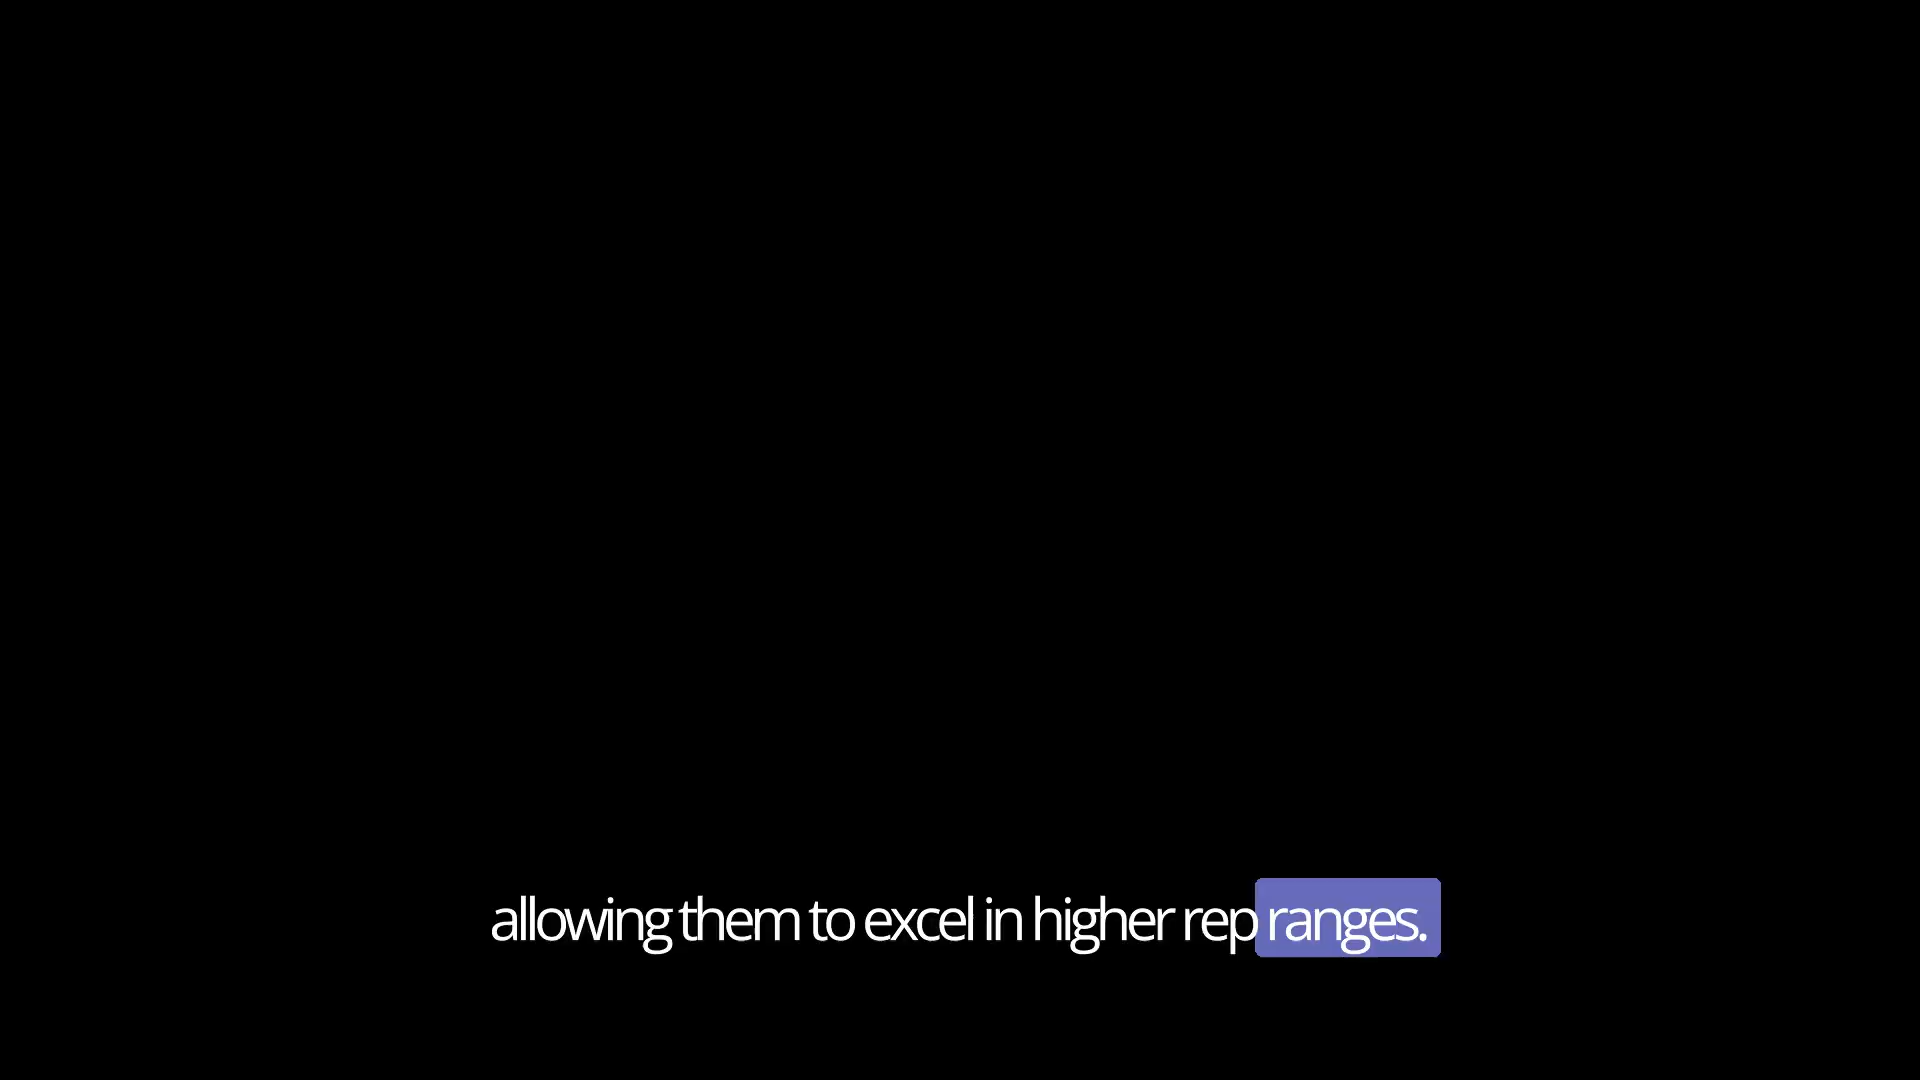 allowing them to excel in higher rep ranges.